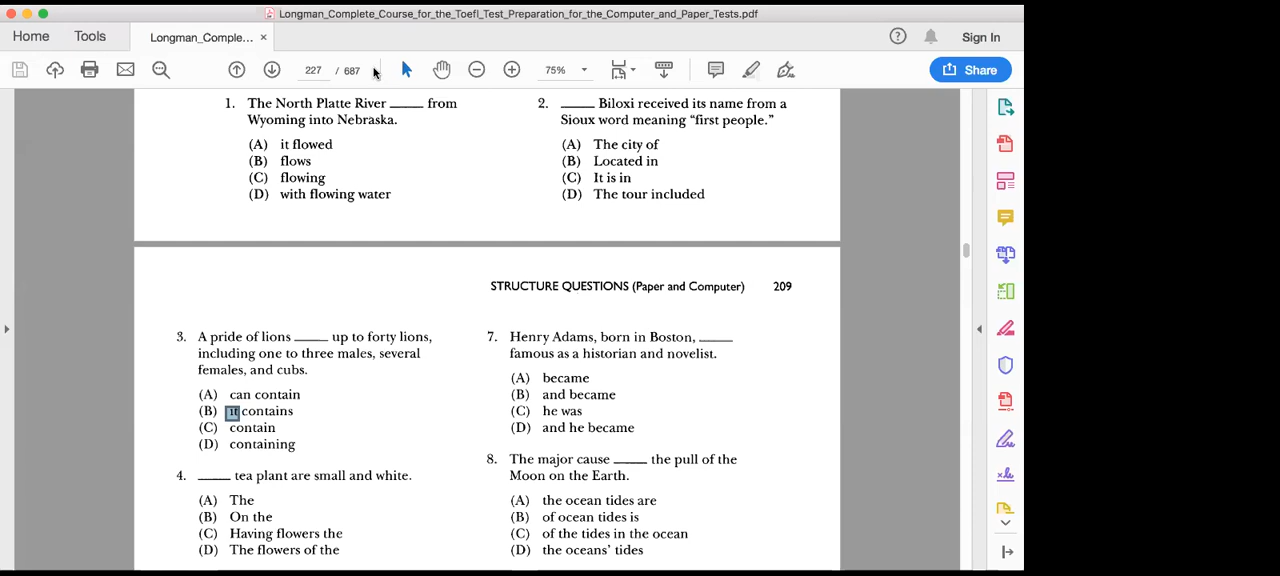 Longman_Complete_Course_for_the_Toefl_Test_Preparation_for_the_Computer_and_Paper_Tests.pdf
Home Tools Longman_Comple... × Sign In
227 / 687 75% Share
1. The North Platte River _____ from
Wyoming into Nebraska.
(A) it flowed
(B) flows
(C) flowing
(D) with flowing water
2. _____ Biloxi received its name from a
Sioux word meaning “first people.”
(A) The city of
(B) Located in
(C) It is in
(D) The tour included
STRUCTURE QUESTIONS (Paper and Computer) 209
3. A pride of lions _____ up to forty lions,
including one to three males, several
females, and cubs.
(A) can contain
(B) it contains
(C) contain
(D) containing
4. _____ tea plant are small and white.
(A) The
(B) On the
(C) Having flowers the
(D) The flowers of the
7. Henry Adams, born in Boston, _____
famous as a historian and novelist.
(A) became
(B) and became
(C) he was
(D) and he became
8. The major cause _____ the pull of the
Moon on the Earth.
(A) the ocean tides are
(B) of ocean tides is
(C) of the tides in the ocean
(D) the oceans’ tides